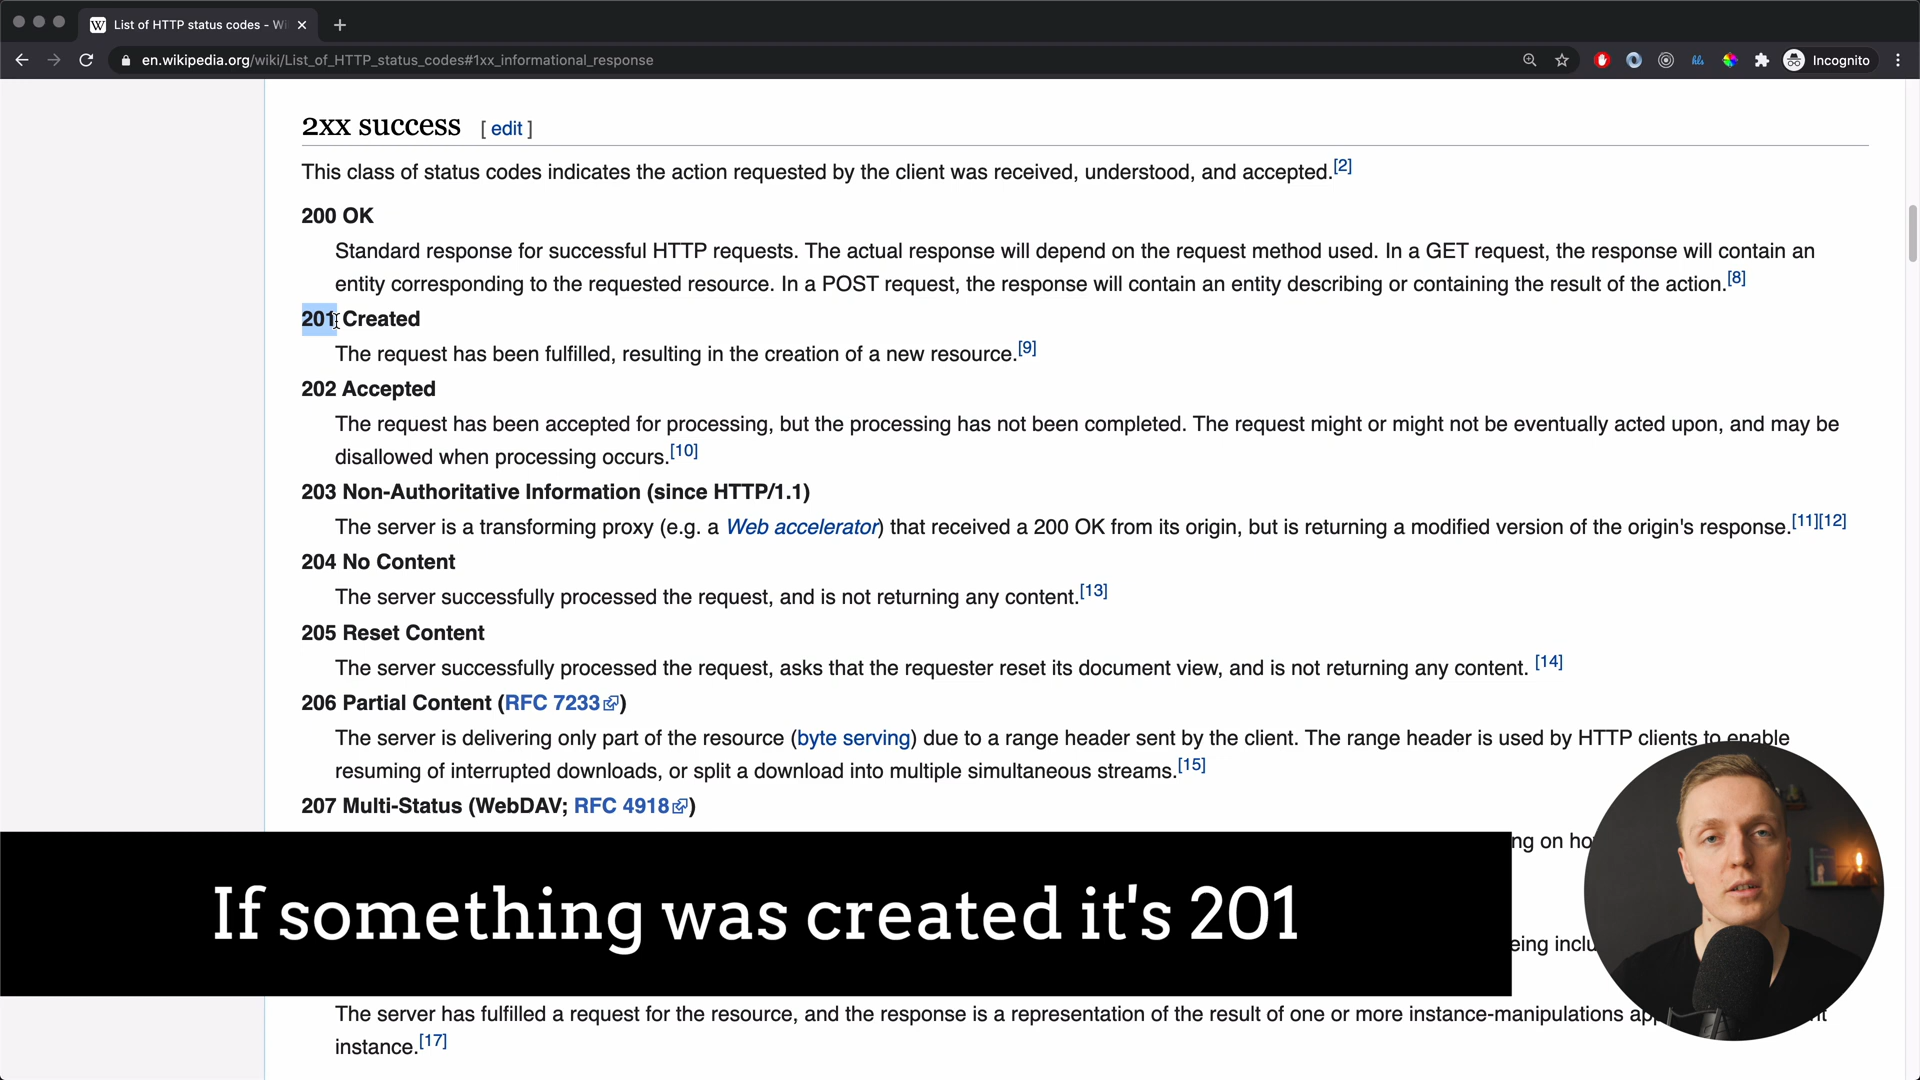 List of HTTP status codes - Wi
en.wikipedia.org/wiki/List_of_HTTP_status_codes#1xx_informational_response
hls
Incognito
2xx success [ edit ]
This class of status codes indicates the action requested by the client was received, understood, and accepted.[2]
200 OK
Standard response for successful HTTP requests. The actual response will depend on the request method used. In a GET request, the response will contain an
entity corresponding to the requested resource. In a POST request, the response will contain an entity describing or containing the result of the action.[8]
201 Created
The request has been fulfilled, resulting in the creation of a new resource.[9]
202 Accepted
The request has been accepted for processing, but the processing has not been completed. The request might or might not be eventually acted upon, and may be
disallowed when processing occurs.[10]
203 Non-Authoritative Information (since HTTP/1.1)
The server is a transforming proxy (e.g. a Web accelerator) that received a 200 OK from its origin, but is returning a modified version of the origin's response.[11][12]
204 No Content
The server successfully processed the request, and is not returning any content.[13]
205 Reset Content
The server successfully processed the request, asks that the requester reset its document view, and is not returning any content. [14]
206 Partial Content (RFC 7233)
The server is delivering only part of the resource (byte serving) due to a range header sent by the client. The range header is used by HTTP clients to enable
resuming of interrupted downloads, or split a download into multiple simultaneous streams.[15]
207 Multi-Status (WebDAV; RFC 4918)
ng on ho
If something was created it's 201
eing inclu
The server has fulfilled a request for the resource, and the response is a representation of the result of one or more instance-manipulations
instance.[17]